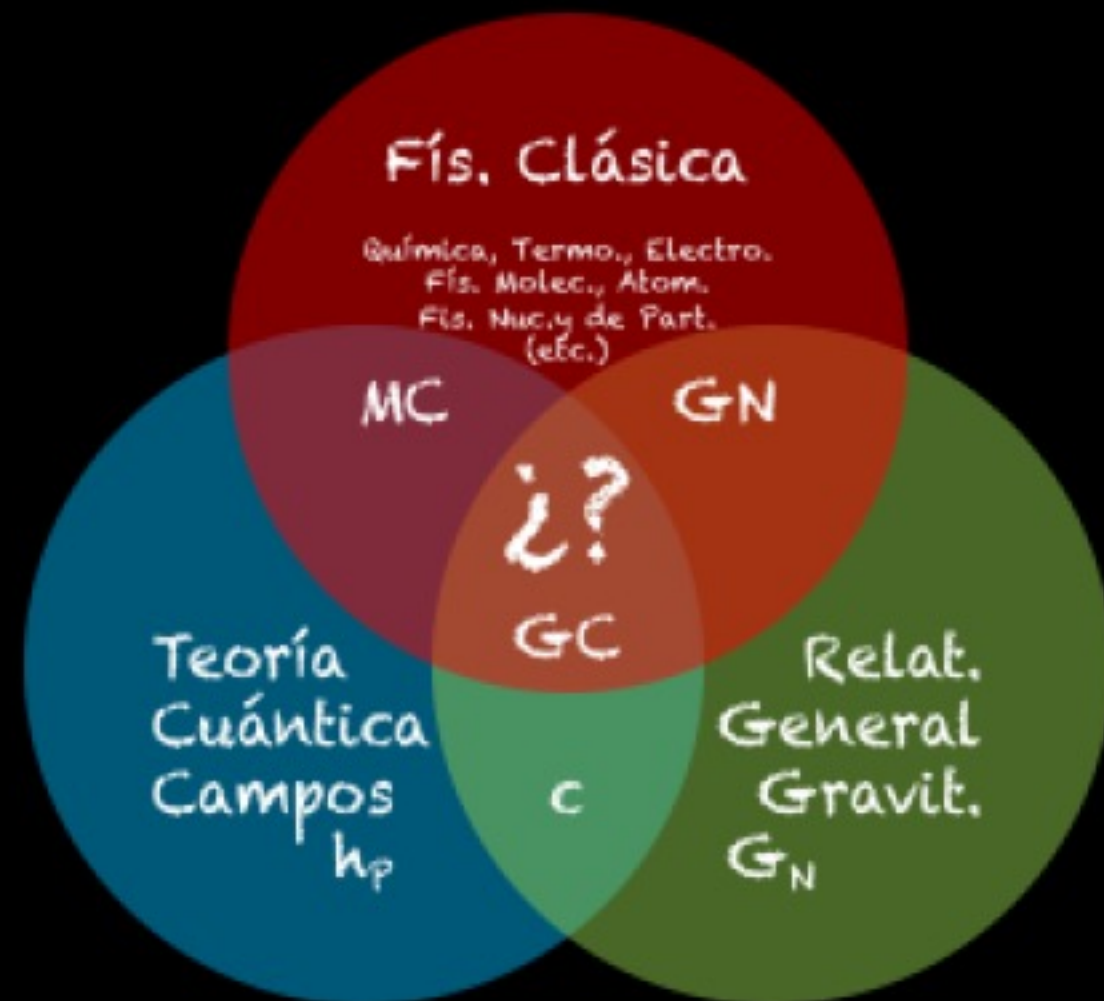 Fís. Clásica
Química, Termo., Electro.
Fís. Molec., Atom.
Fís. Nuc.y de Part.
(etc.)
MC
GN
¿?
GC
Teoría
Cuántica
Campos
hP
c
Relat.
General
Gravit.
GN